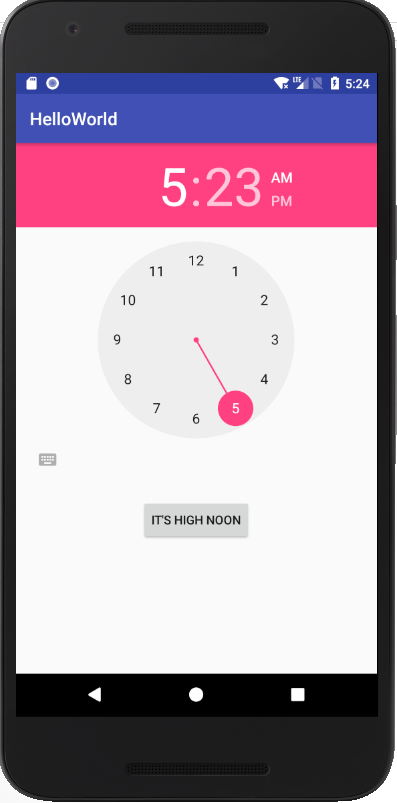 LTE 5:24
HelloWorld
5:23 AM
PM
12
11 1
10 2
9 3
8 4
7 5
6
IT'S HIGH NOON